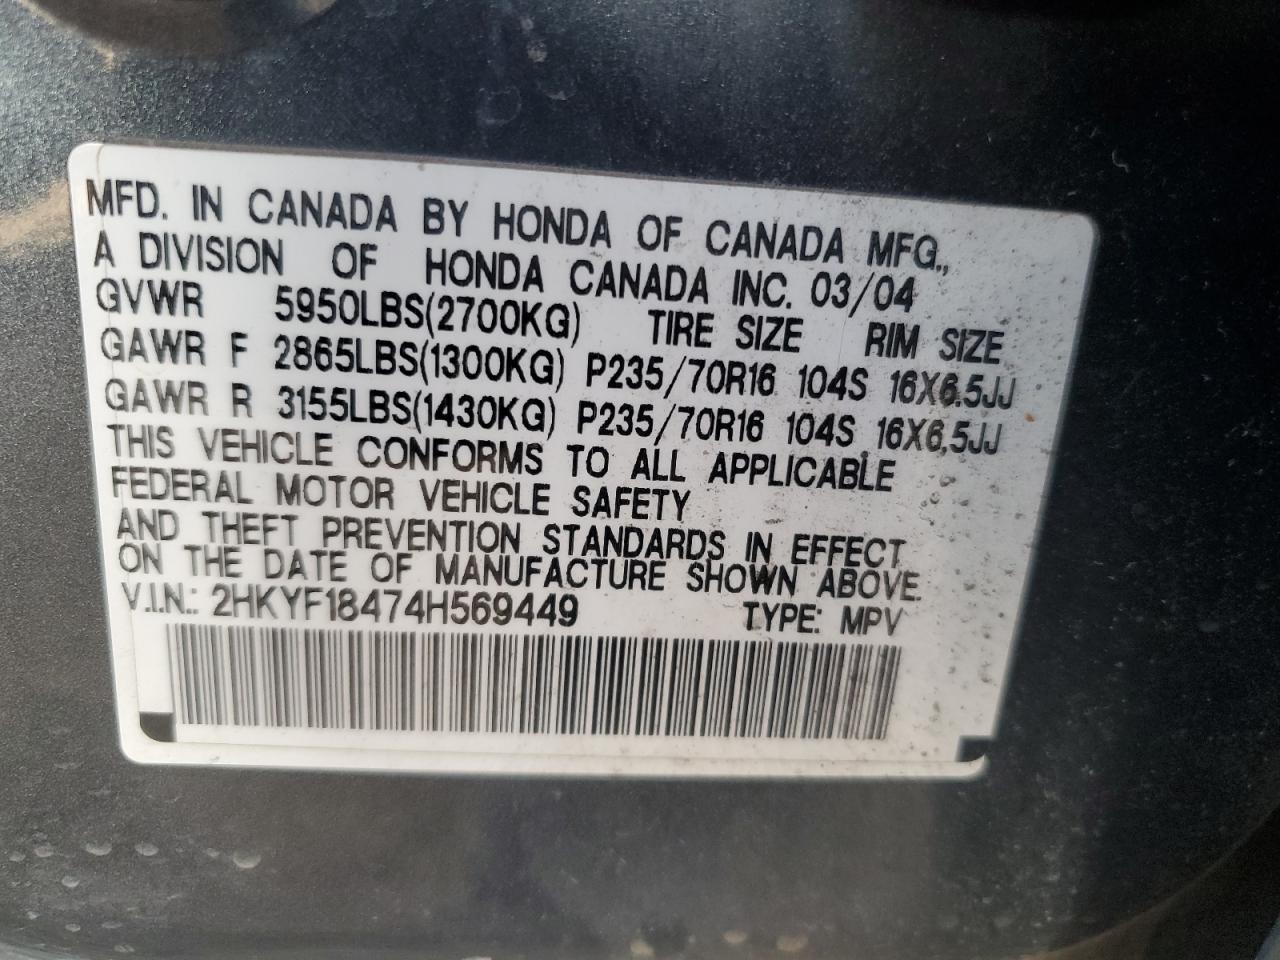 MFD. IN CANADA BY HONDA OF CANADA MFG.,
A DIVISION OF HONDA CANADA INC. 03/04
GVWR 5950LBS(2700KG) TIRE SIZE RIM SIZE
GAWR F 2865LBS(1300KG) P235/70R16 104S 16X6.5JJ
GAWR R 3155LBS(1430KG) P235/70R16 104S 16X6.5JJ
THIS VEHICLE CONFORMS TO ALL APPLICABLE
FEDERAL MOTOR VEHICLE SAFETY
AND THEFT PREVENTION STANDARDS IN EFFECT
ON THE DATE OF MANUFACTURE SHOWN ABOVE.
V.I.N.: 2HKYF18474H569449 TYPE: MPV